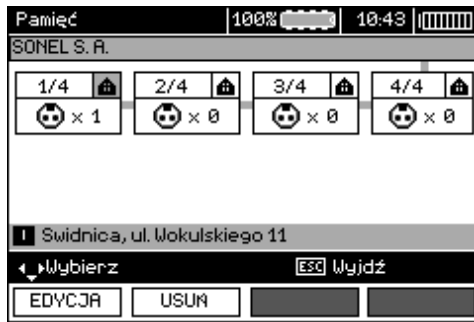 Pamięć 100% 10:43
SONEL S. A.
1/4 2/4 3/4 4/4
x 1 x 0 x 0 x 0
Swidnica, ul. Wokulskiego 11
Wybierz ESC Wyjdź
EDYCJA USUŃ